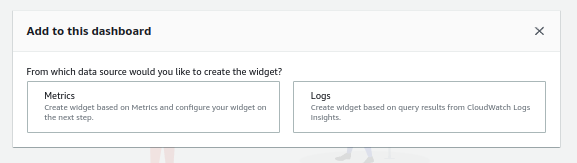 Add to this dashboard
From which data source would you like to create the widget?
Metrics
Create widget based on Metrics and configure your widget on
the next step.
Logs
Create widget based on query results from CloudWatch Logs
Insights.